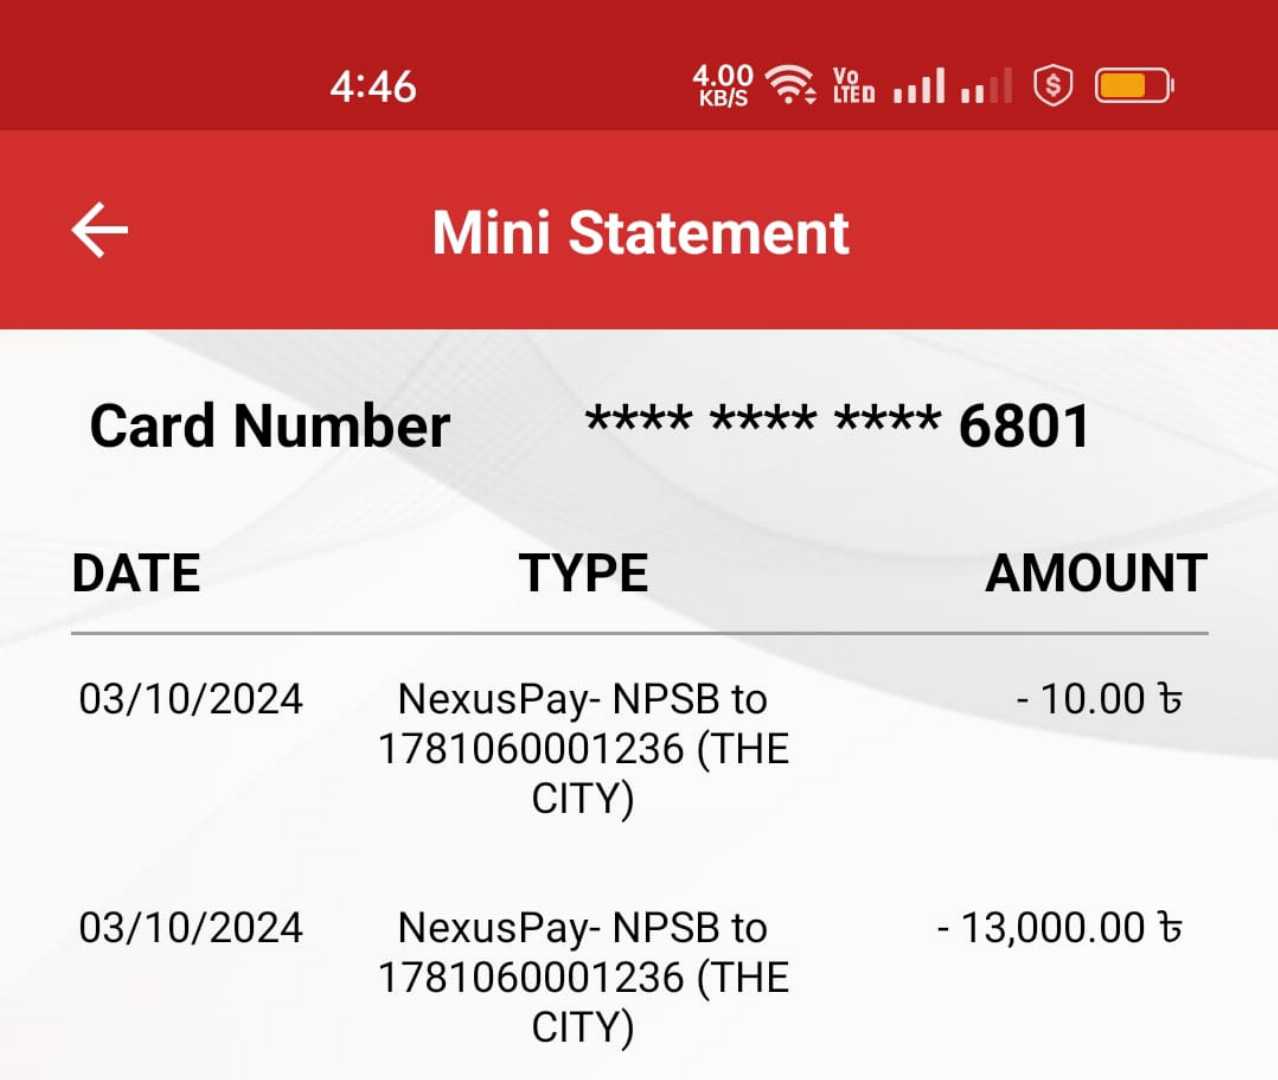 4:46 4.00 KB/S Vo LTED
Mini Statement
Card Number **** **** **** 6801
DATE TYPE AMOUNT
03/10/2024 NexusPay- NPSB to - 10.00 ৳
1781060001236 (THE
CITY)
03/10/2024 NexusPay- NPSB to - 13,000.00 ৳
1781060001236 (THE
CITY)